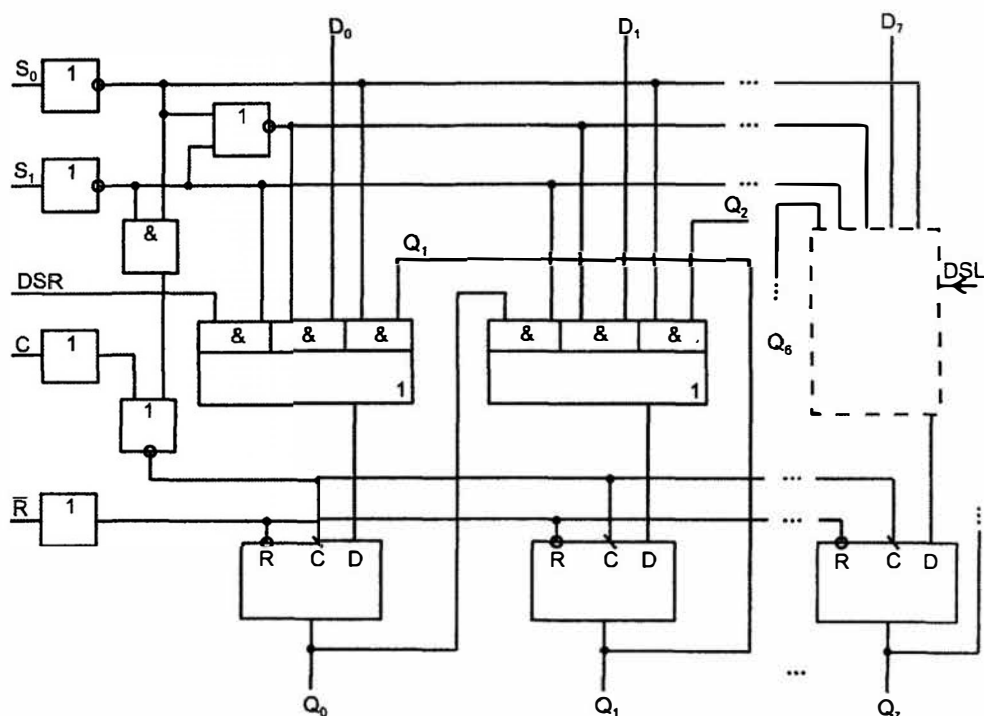 D₀ D₁ D₇
S₀ 1 ...
1 ...
S₁ 1 ...
& Q₂
Q₁
DSR DSL
...
& & & & & & Q₆
C 1
1 1
1
...
R̅ 1 ...
R C D R C D R C D
...
...
Q₀ Q₁ Q₇